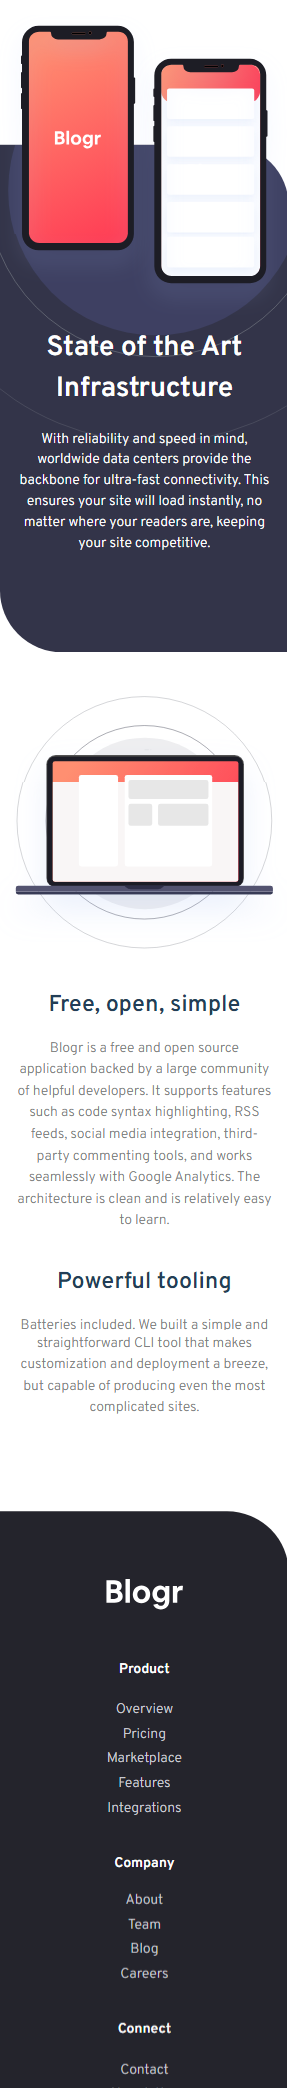 Blogr
State of the Art
Infrastructure
With reliability and speed in mind,
worldwide data centers provide the
backbone for ultra-fast connectivity. This
ensures your site will load instantly, no
matter where your readers are, keeping
your site competitive.
Free, open, simple
Blogr is a free and open source
application backed by a large community
of helpful developers. It supports features
such as code syntax highlighting, RSS
feeds, social media integration, third-
party commenting tools, and works
seamlessly with Google Analytics. The
architecture is clean and is relatively easy
to learn.
Powerful tooling
Batteries included. We built a simple and
straightforward CLI tool that makes
customization and deployment a breeze,
but capable of producing even the most
complicated sites.
Blogr
Product
Overview
Pricing
Marketplace
Features
Integrations
Company
About
Team
Blog
Careers
Connect
Contact